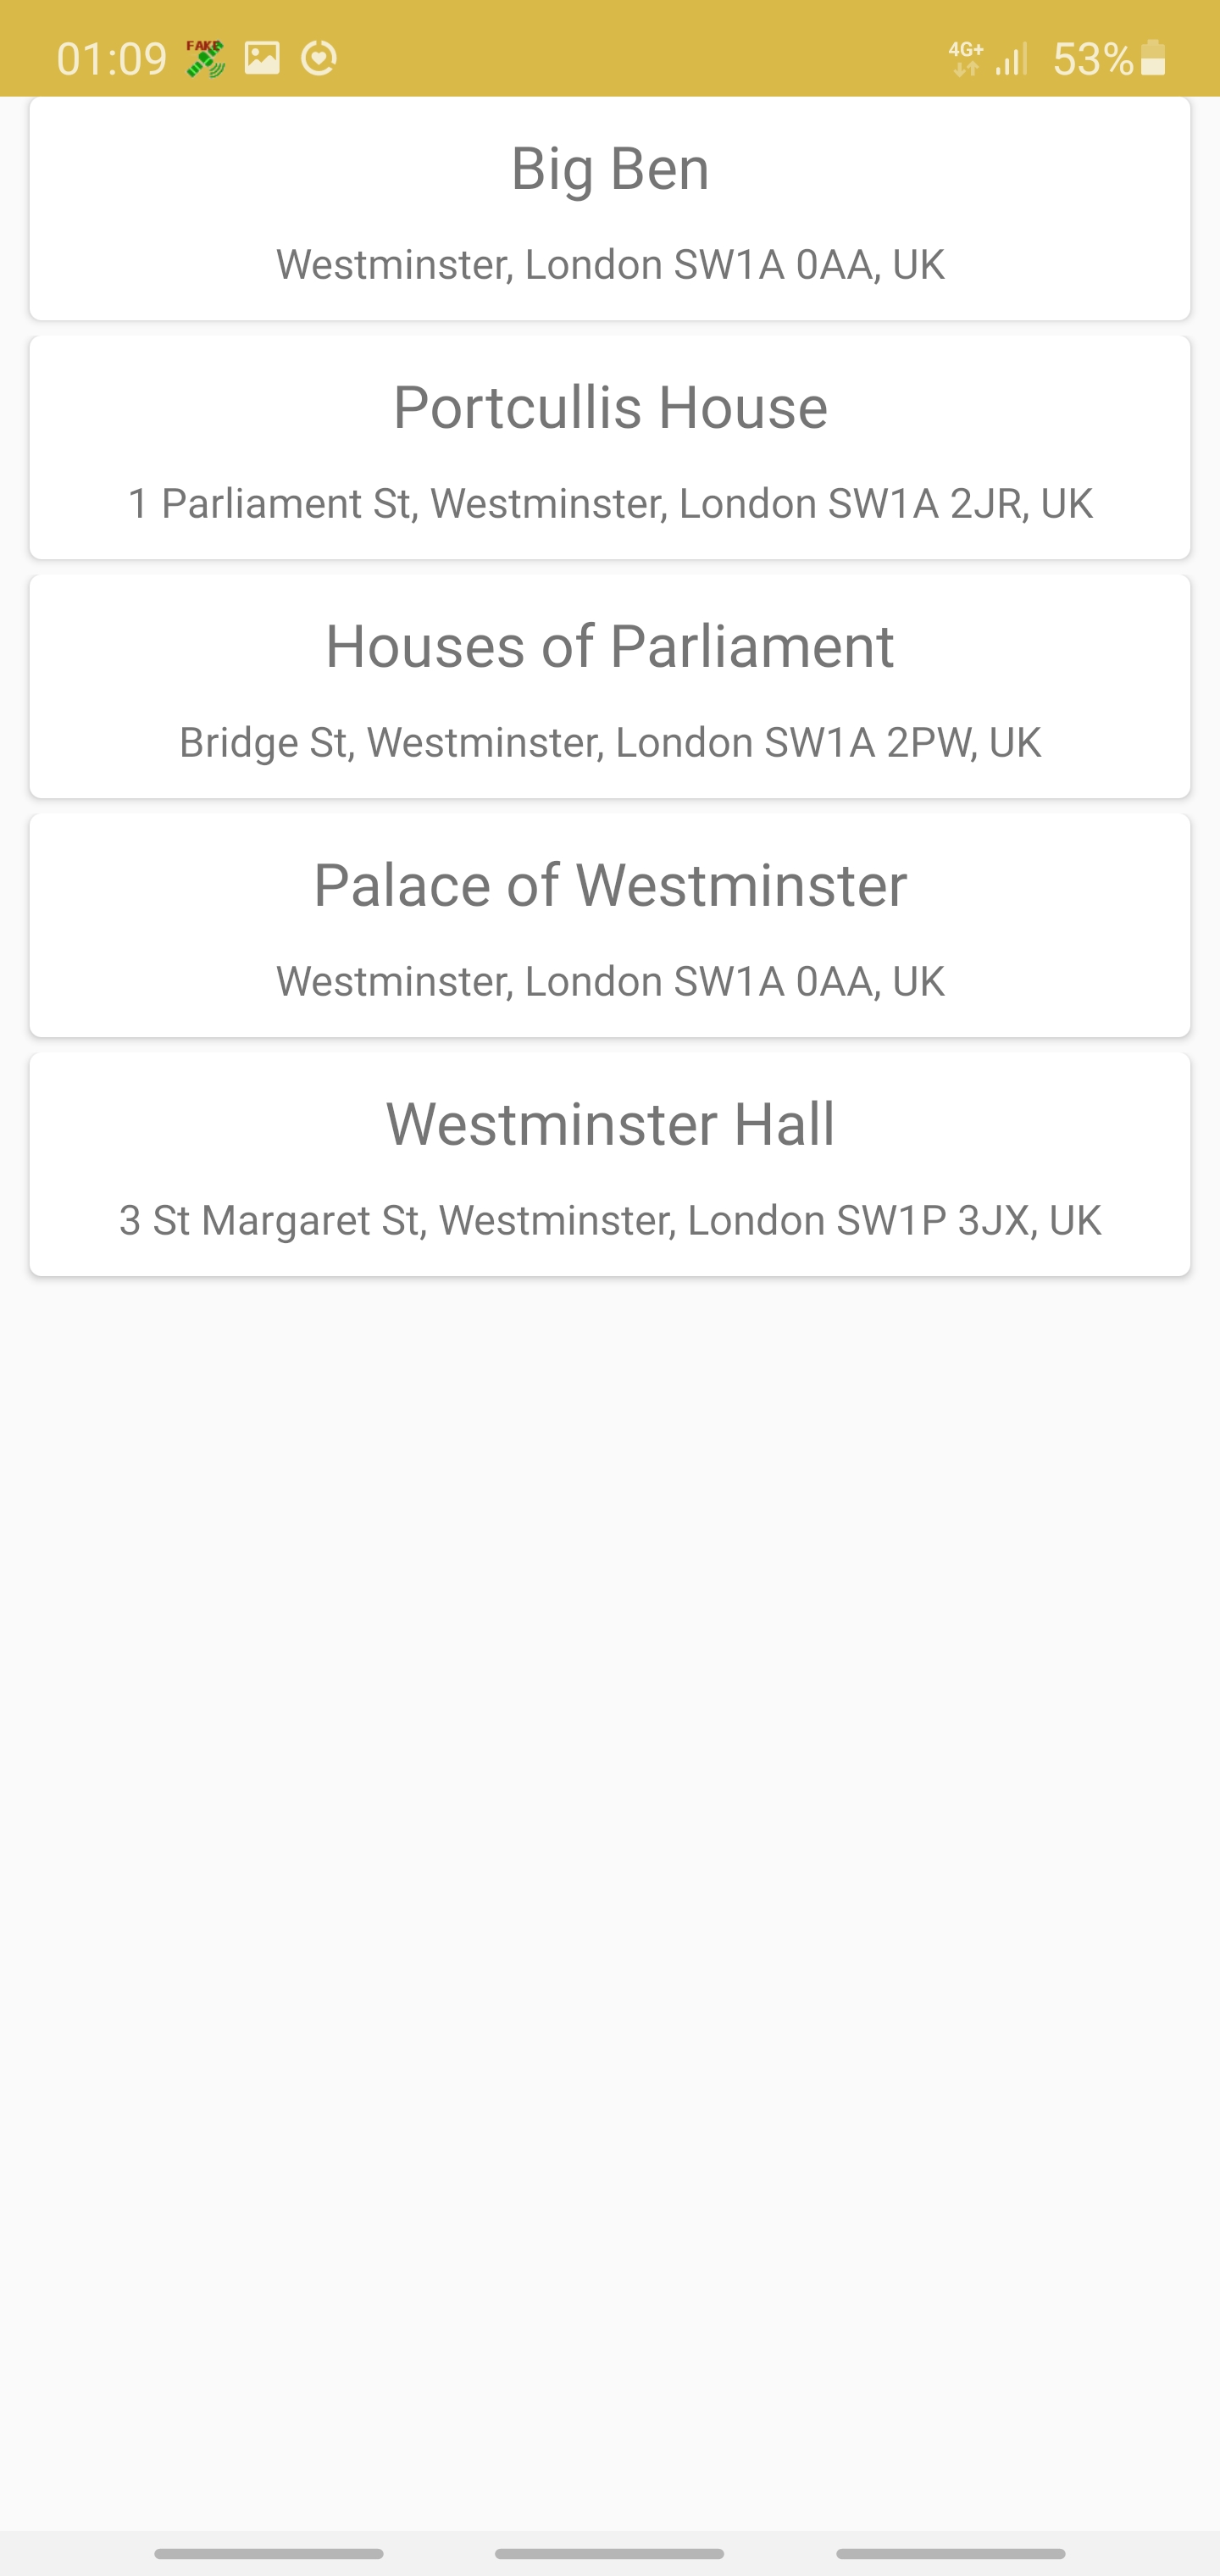 01:09 FAKE 4G+ 53%
Big Ben
Westminster, London SW1A 0AA, UK
Portcullis House
1 Parliament St, Westminster, London SW1A 2JR, UK
Houses of Parliament
Bridge St, Westminster, London SW1A 2PW, UK
Palace of Westminster
Westminster, London SW1A 0AA, UK
Westminster Hall
3 St Margaret St, Westminster, London SW1P 3JX, UK